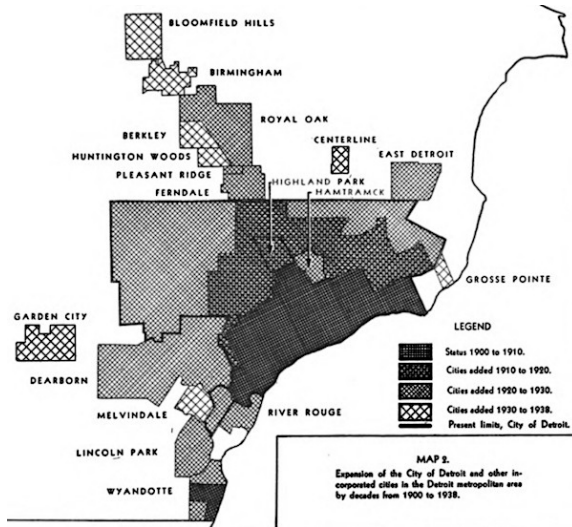 BLOOMFIELD HILLS
BIRMINGHAM
ROYAL OAK
BERKLEY
CENTERLINE
HUNTINGTON WOODS
EAST DETROIT
PLEASANT RIDGE
HIGHLAND PARK
FERNDALE
HAMTRAMCK
GROSSE POINTE
GARDEN CITY
LEGEND
Status 1900 to 1910.
Cities added 1910 to 1920.
DEARBORN
Cities added 1920 to 1930.
MELVINDALE
RIVER ROUGE
Cities added 1930 to 1938.
Present limits, City of Detroit.
LINCOLN PARK
MAP 2.
Expansion of the City of Detroit and other in-
corporated cities in the Detroit metropolitan area
by decades from 1900 to 1938.
WYANDOTTE